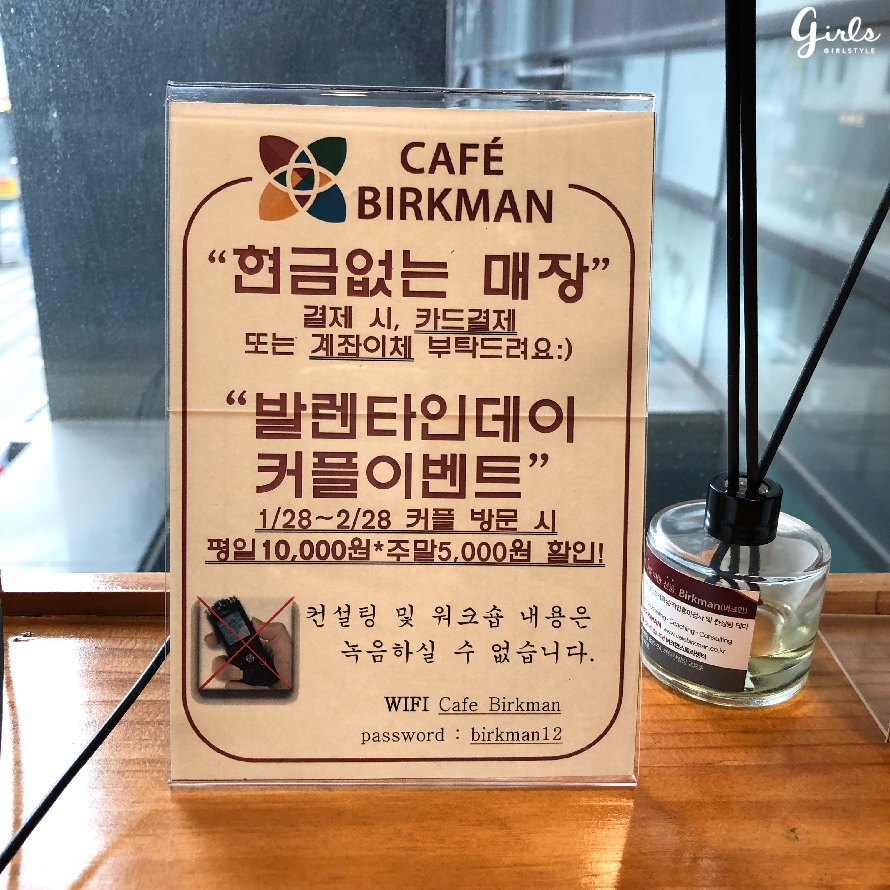 girls
GIRLSTYLE
CAFÉ
BIRKMAN
“현금없는 매장”
결제 시, 카드결제
또는 계좌이체 부탁드려요:)
“발렌타인데이
커플이벤트”
1/28~2/28 커플 방문 시
평일10,000원*주말5,000원 할인!
컨설팅 및 워크숍 내용은
녹음하실 수 없습니다.
WIFI Cafe Birkman
password : birkman12
Birkman(버크만)